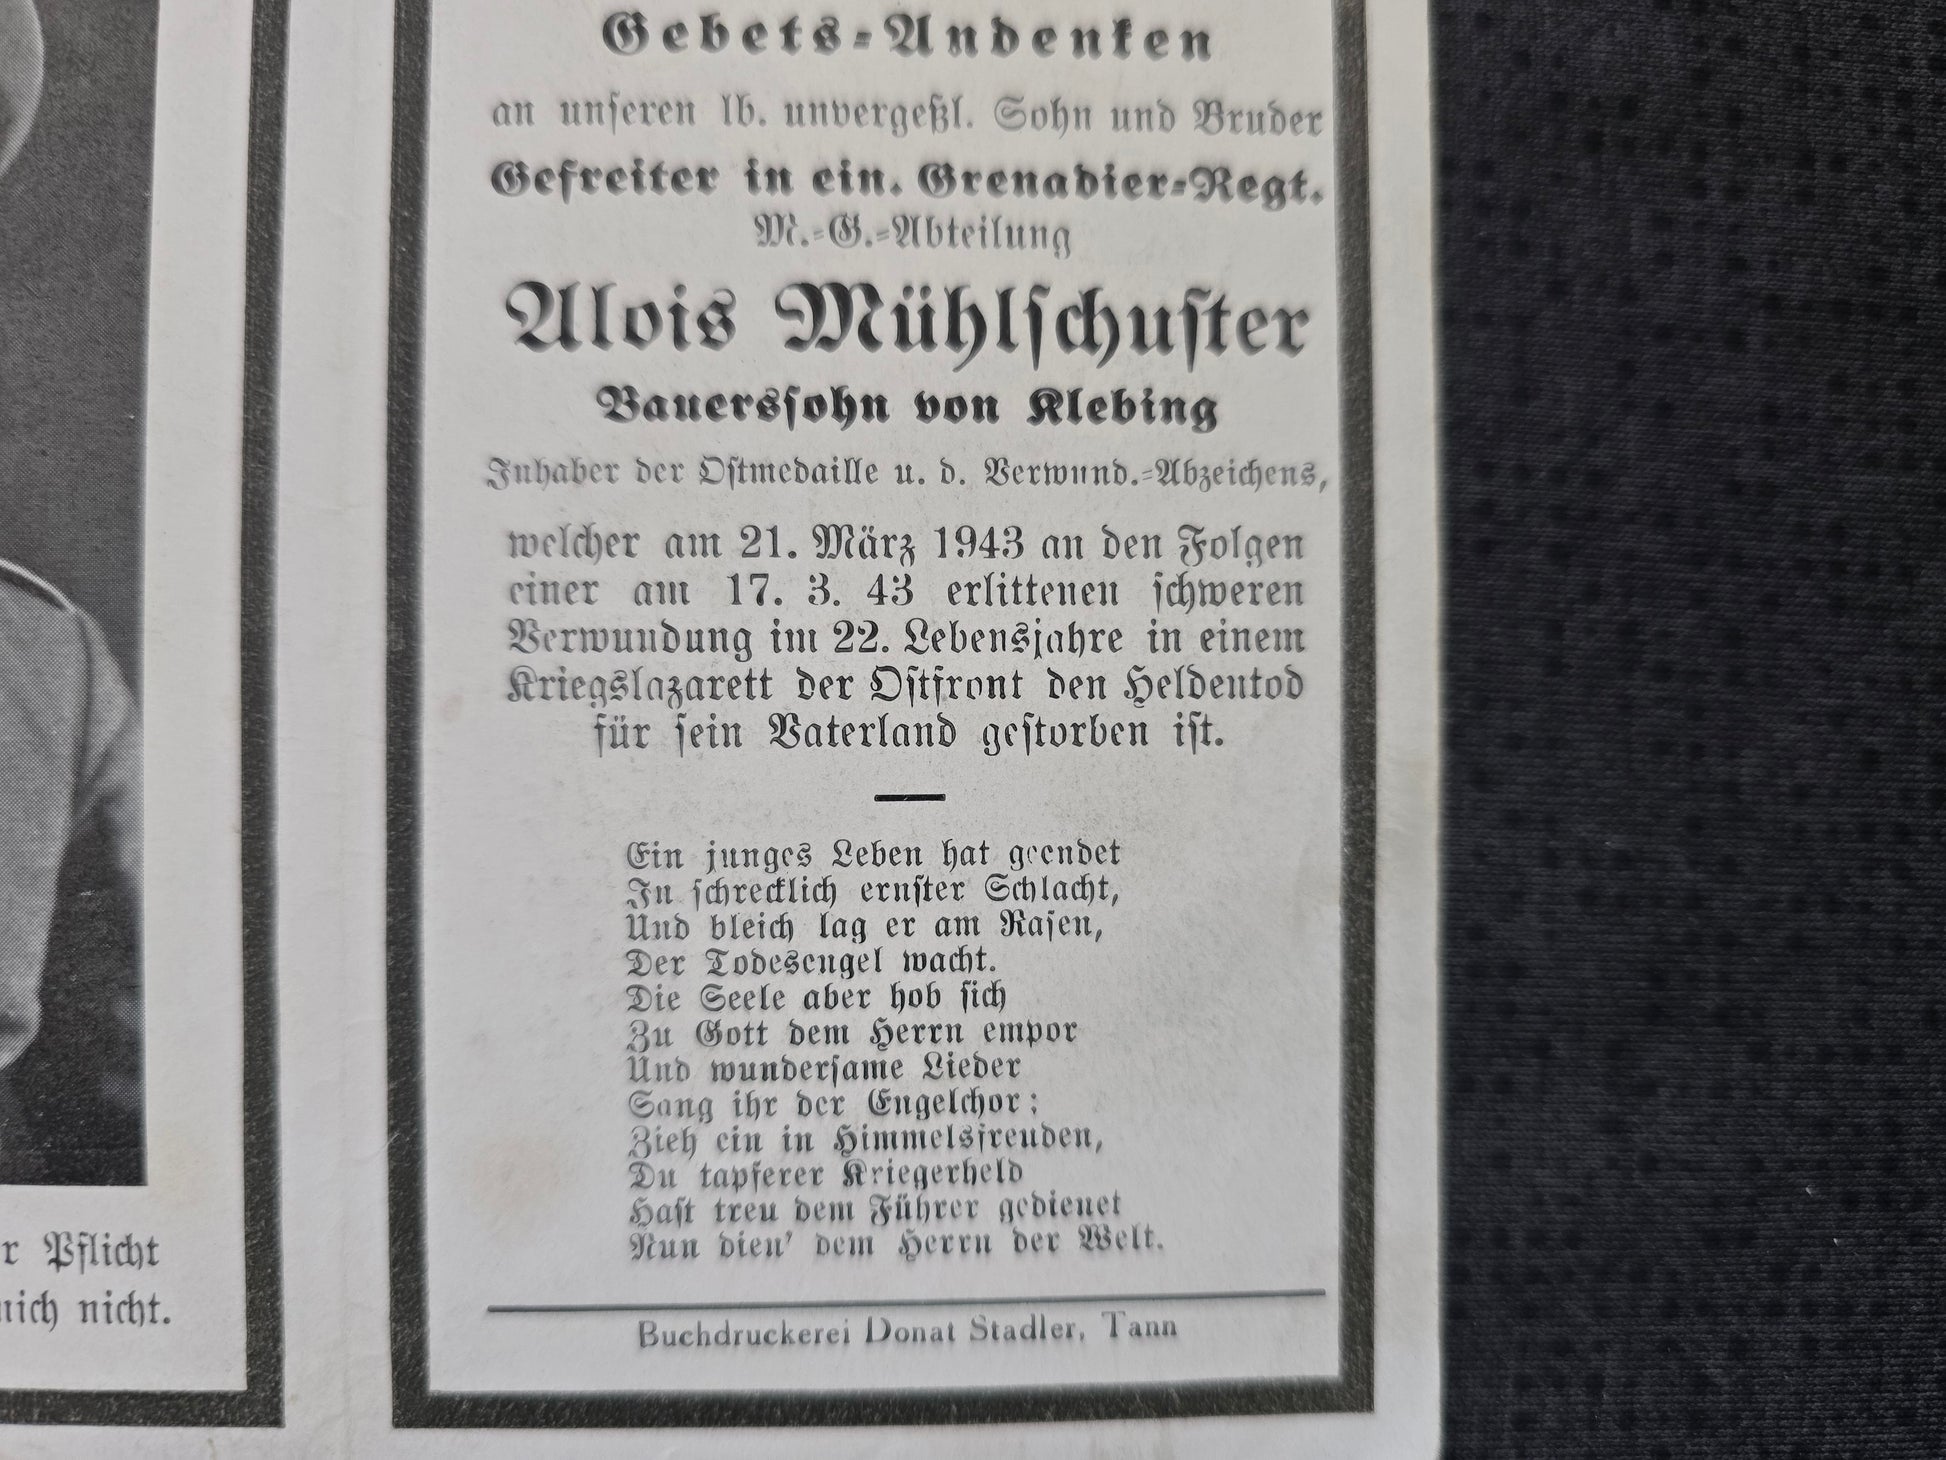 Gebets-Andenken
an unseren lb. unvergeßl. Sohn und Bruder
Gefreiter in ein. Grenadier-Regt.
M.-G.-Abteilung
Alois Mühlschuster
Bauerssohn von Klebing
Inhaber der Ostmedaille u. d. Verwund.-Abzeichens,
welcher am 21. März 1943 an den Folgen
einer am 17. 3. 43 erlittenen schweren
Verwundung im 22. Lebensjahre in einem
Kriegslazarett der Ostfront den Heldentod
für sein Vaterland gestorben ist.
Ein junges Leben hat geendet
In schrecklich ernster Schlacht,
Und bleich lag er am Rasen,
Der Todesengel wacht.
Die Seele aber hob sich
Zu Gott dem Herrn empor
Und wundersame Lieder
Sang ihr der Engelchor:
Zieh ein in Himmelsfreuden,
Du tapferer Kriegerheld
Hast treu dem Führer gedienet
Nun dien' dem Herrn der Welt.
Buchdruckerei Donat Stadler, Tann
r Pflicht
mich nicht.